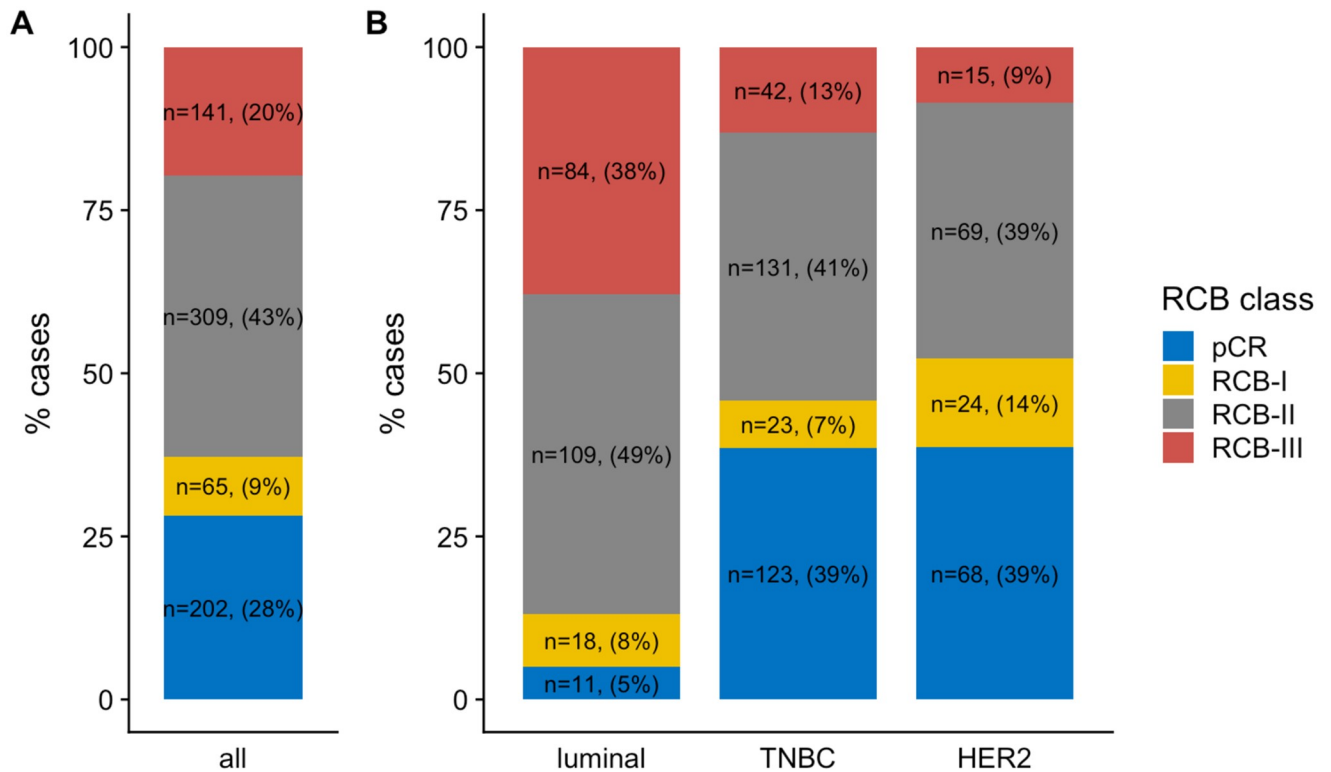 A
% cases
100
75
50
25
0
n=141, (20%)
n=309, (43%)
n=65, (9%)
n=202, (28%)
all
B
% cases
100
75
50
25
0
n=84, (38%)
n=109, (49%)
n=18, (8%)
n=11, (5%)
luminal
n=42, (13%)
n=131, (41%)
n=23, (7%)
n=123, (39%)
TNBC
n=15, (9%)
n=69, (39%)
n=24, (14%)
n=68, (39%)
HER2
RCB class
pCR
RCB-I
RCB-II
RCB-III